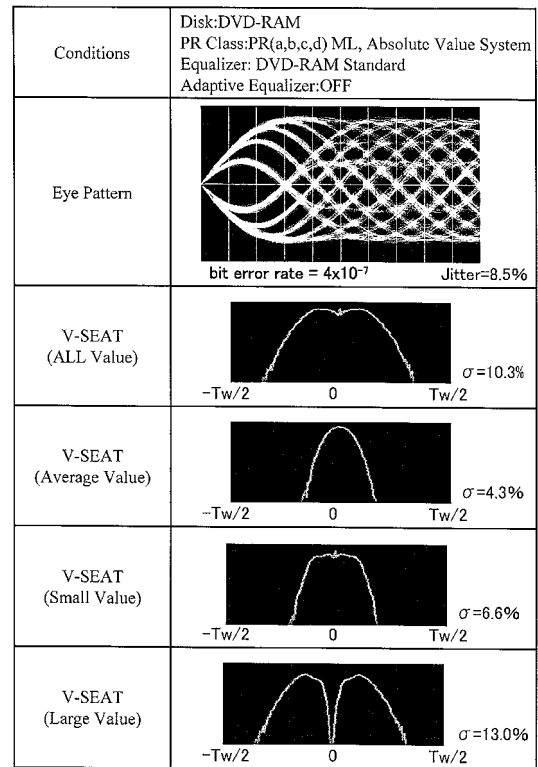 Conditions
Disk:DVD-RAM
PR Class:PR(a,b,c,d) ML, Absolute Value System
Equalizer: DVD-RAM Standard
Adaptive Equalizer:OFF
Eye Pattern
bit error rate = 4x10⁻⁷ Jitter=8.5%
V-SEAT
(ALL Value)
σ=10.3%
-Tw/2 0 Tw/2
V-SEAT
(Average Value)
σ=4.3%
-Tw/2 0 Tw/2
V-SEAT
(Small Value)
σ=6.6%
-Tw/2 0 Tw/2
V-SEAT
(Large Value)
σ=13.0%
-Tw/2 0 Tw/2